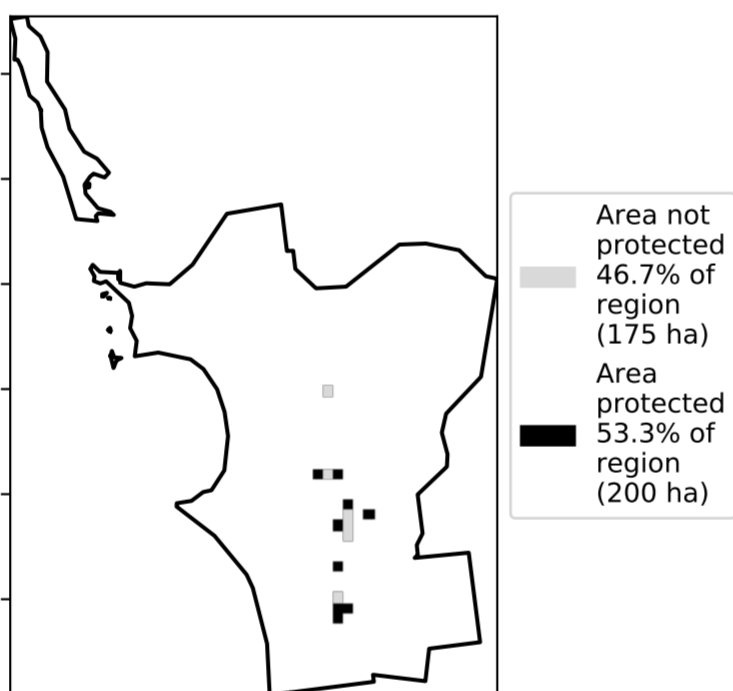 Area not
protected
46.7% of
region
(175 ha)
Area
protected
53.3% of
region
(200 ha)